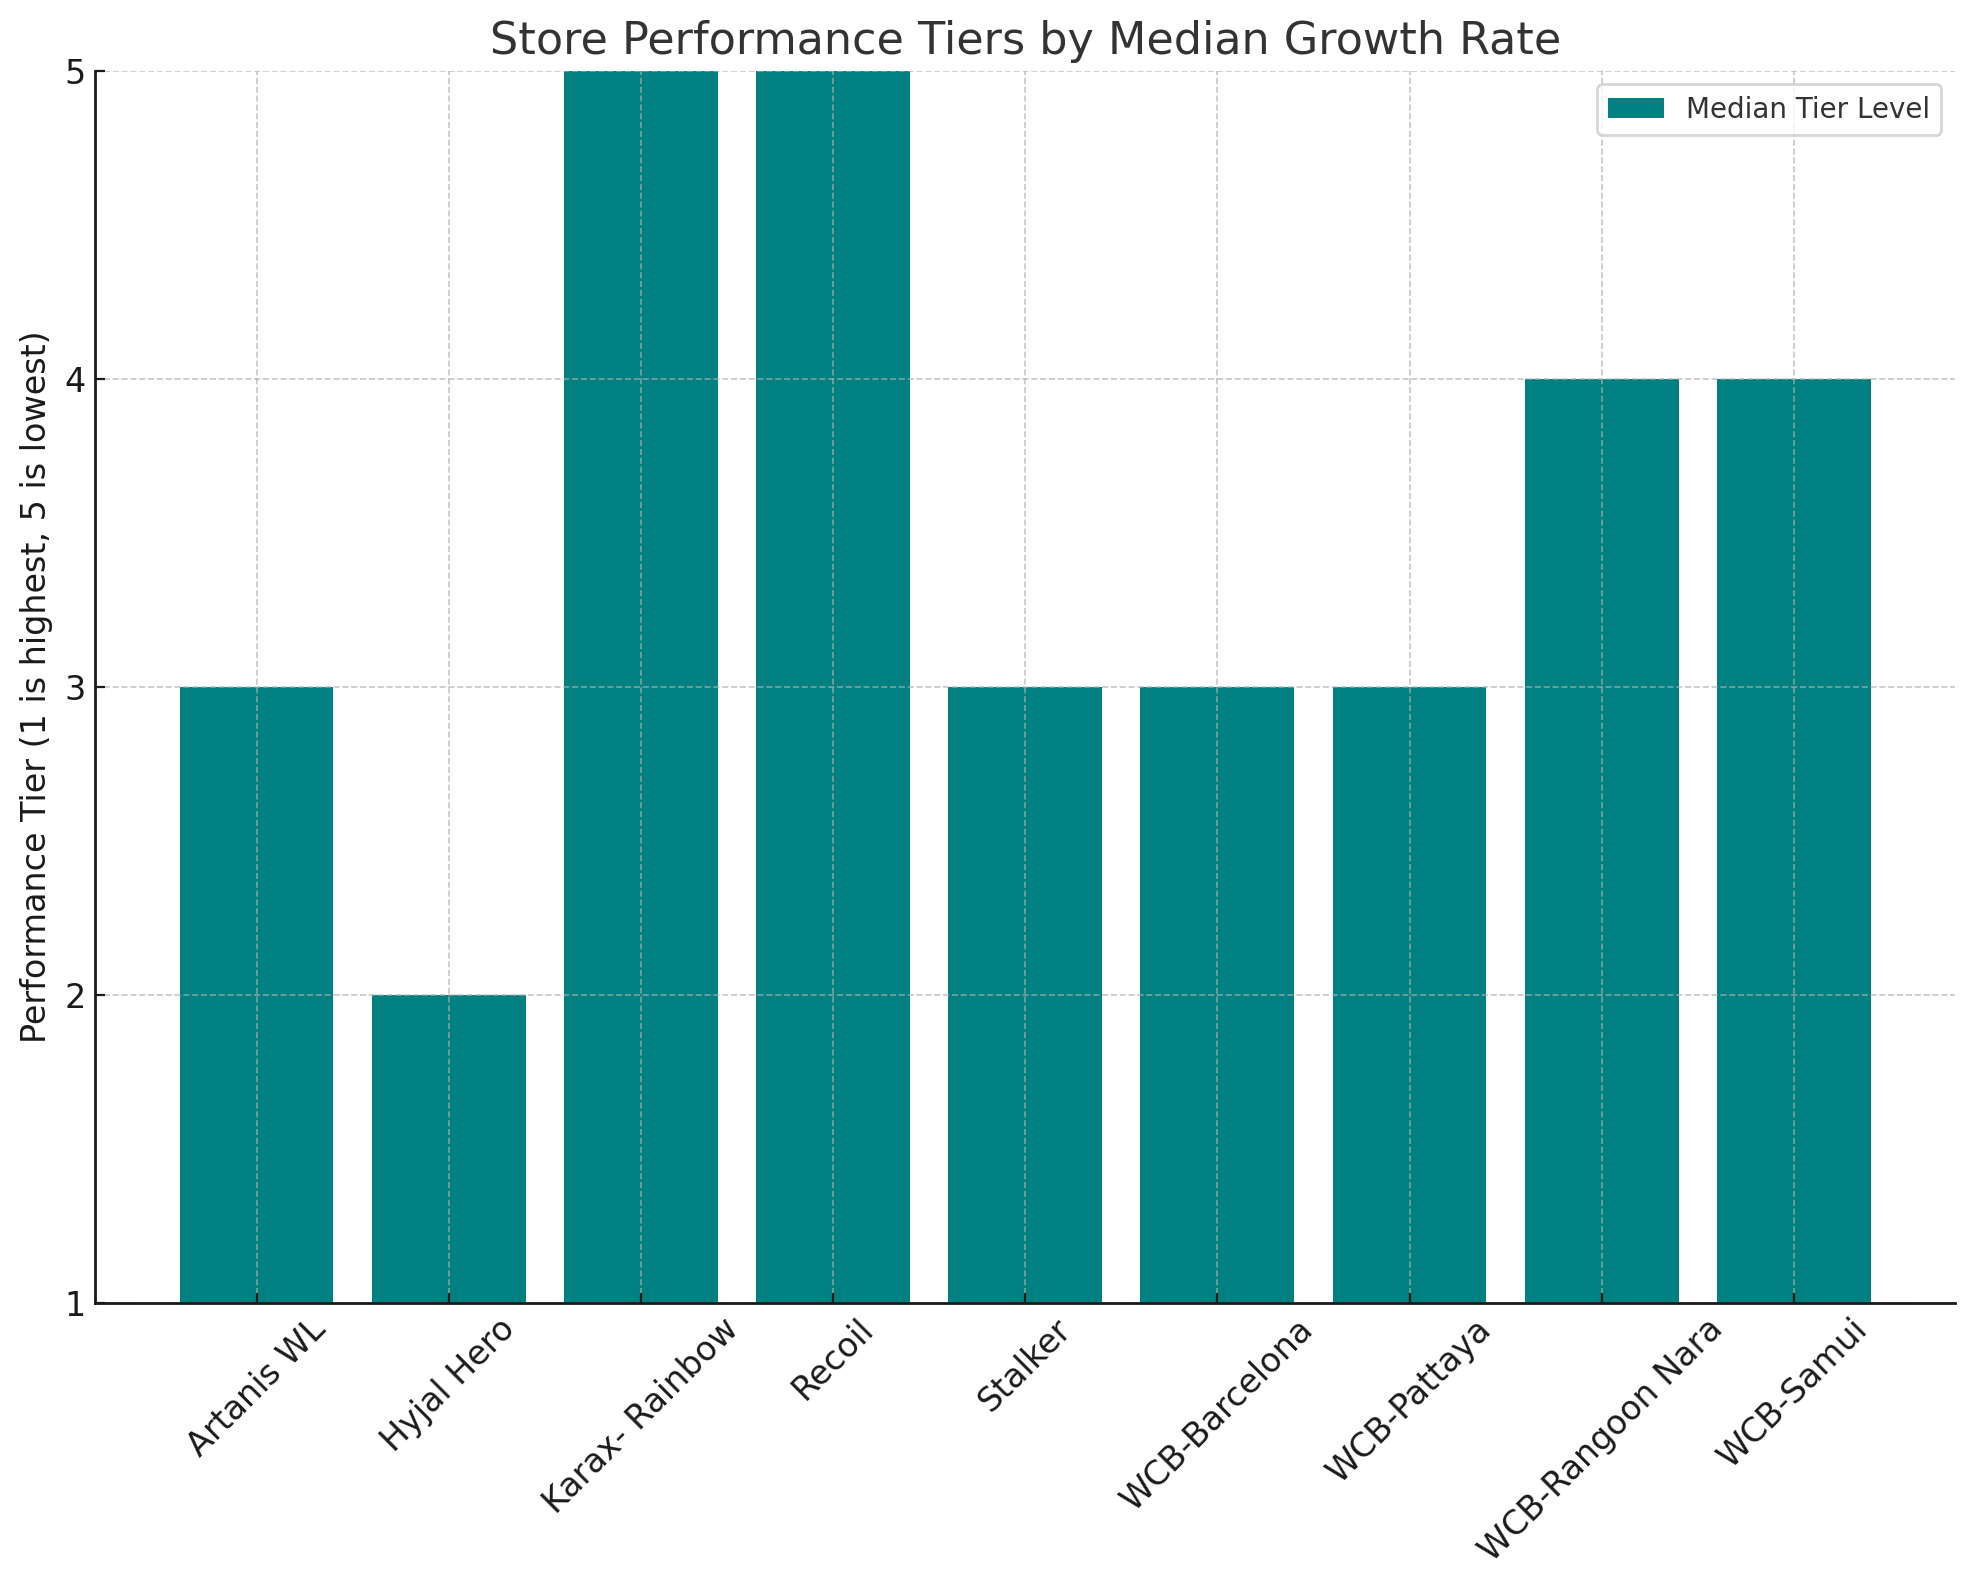 Store Performance Tiers by Median Growth Rate
Median Tier Level
Performance Tier (1 is highest, 5 is lowest)
5
4
3
2
1
Artanis WL
Hyjal Hero
Karax- Rainbow
Recoil
Stalker
WCB-Barcelona
WCB-Pattaya
WCB-Rangoon Nara
WCB-Samui